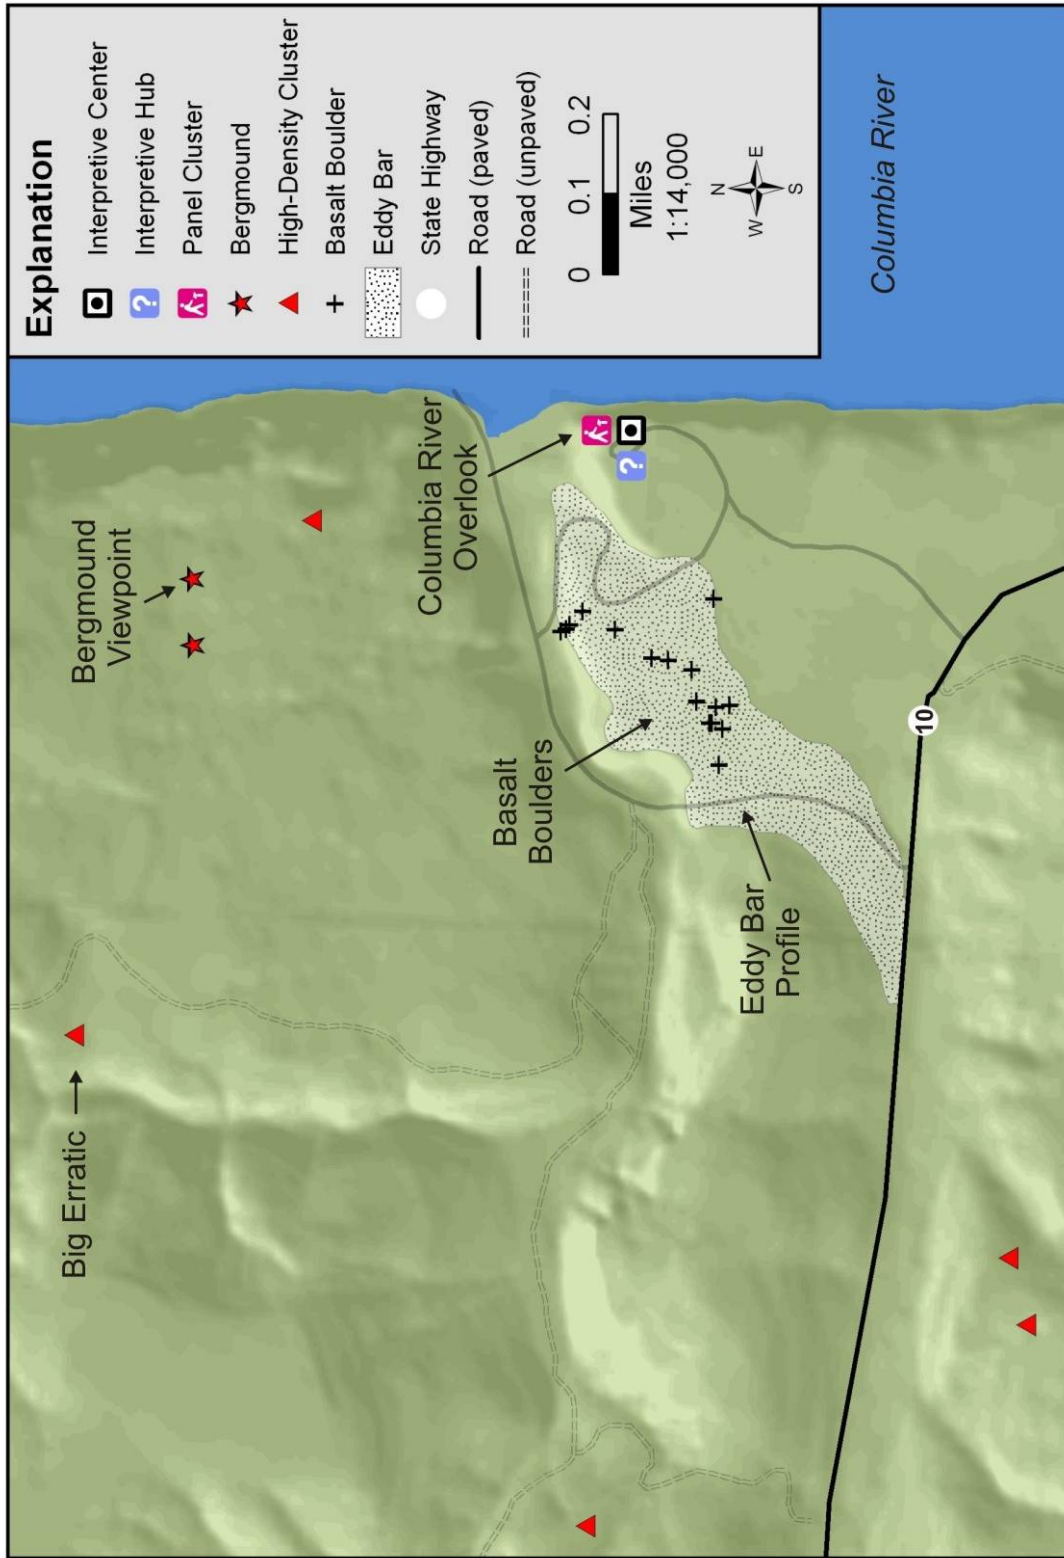 Explanation
Interpretive Center
?
Interpretive Hub
Panel Cluster
Bergmound
High-Density Cluster
Basalt Boulder
Eddy Bar
State Highway
Road (paved)
Road (unpaved)
0 0.1 0.2
Miles
1:14,000
N
W E
S
Columbia River
Bergmound
Viewpoint
Columbia River
Overlook
?
Basalt
Boulders
Eddy Bar
Profile
Big Erratic
10